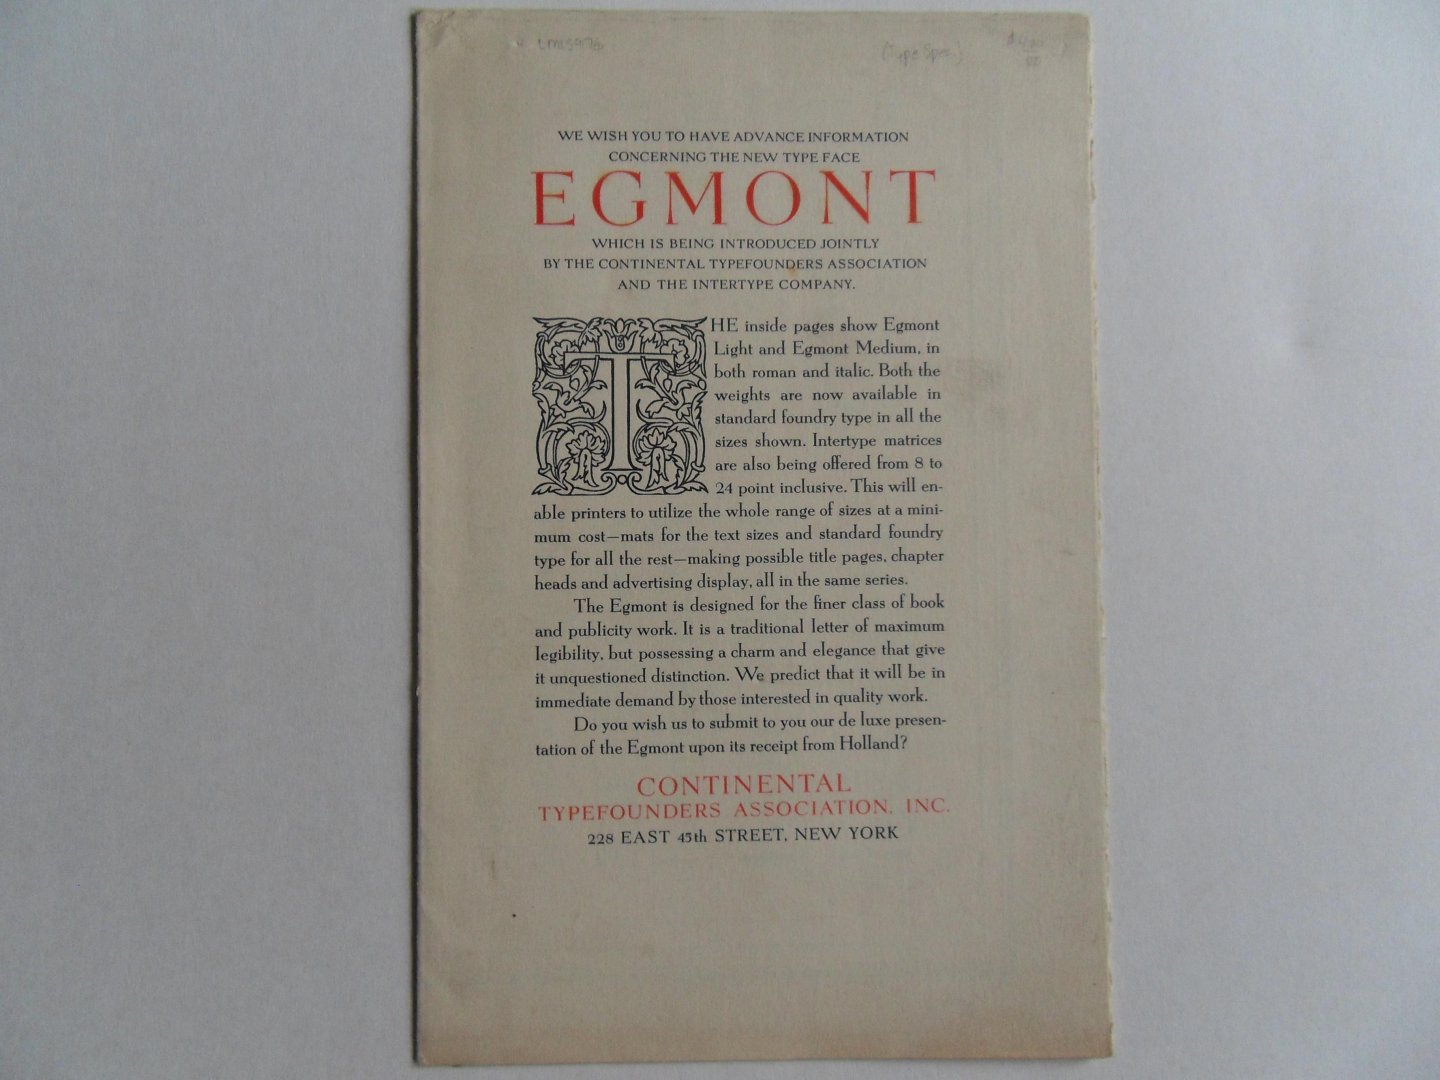 WE WISH YOU TO HAVE ADVANCE INFORMATION
CONCERNING THE NEW TYPE FACE
EGMONT
WHICH IS BEING INTRODUCED JOINTLY
BY THE CONTINENTAL TYPEFOUNDERS ASSOCIATION
AND THE INTERTYPE COMPANY.
THE inside pages show Egmont
Light and Egmont Medium, in
both roman and italic. Both the
weights are now available in
standard foundry type in all the
sizes shown. Intertype matrices
are also being offered from 8 to
24 point inclusive. This will en-
able printers to utilize the whole range of sizes at a mini-
mum cost—mats for the text sizes and standard foundry
type for all the rest—making possible title pages, chapter
heads and advertising display, all in the same series.
The Egmont is designed for the finer class of book
and publicity work. It is a traditional letter of maximum
legibility, but possessing a charm and elegance that give
it unquestioned distinction. We predict that it will be in
immediate demand by those interested in quality work.
Do you wish us to submit to you our de luxe presen-
tation of the Egmont upon its receipt from Holland?
CONTINENTAL
TYPEFOUNDERS ASSOCIATION, INC.
228 EAST 45th STREET, NEW YORK